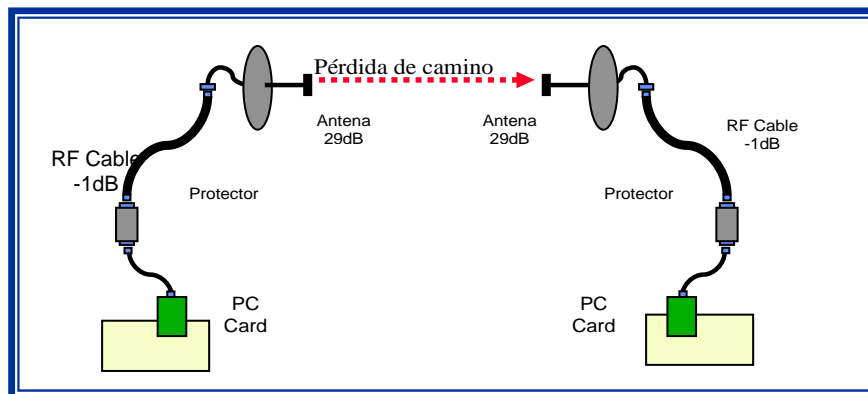 Pérdida de camino
Antena
29dB
Antena
29dB
RF Cable
-1dB
RF Cable
-1dB
Protector
Protector
PC
Card
PC
Card